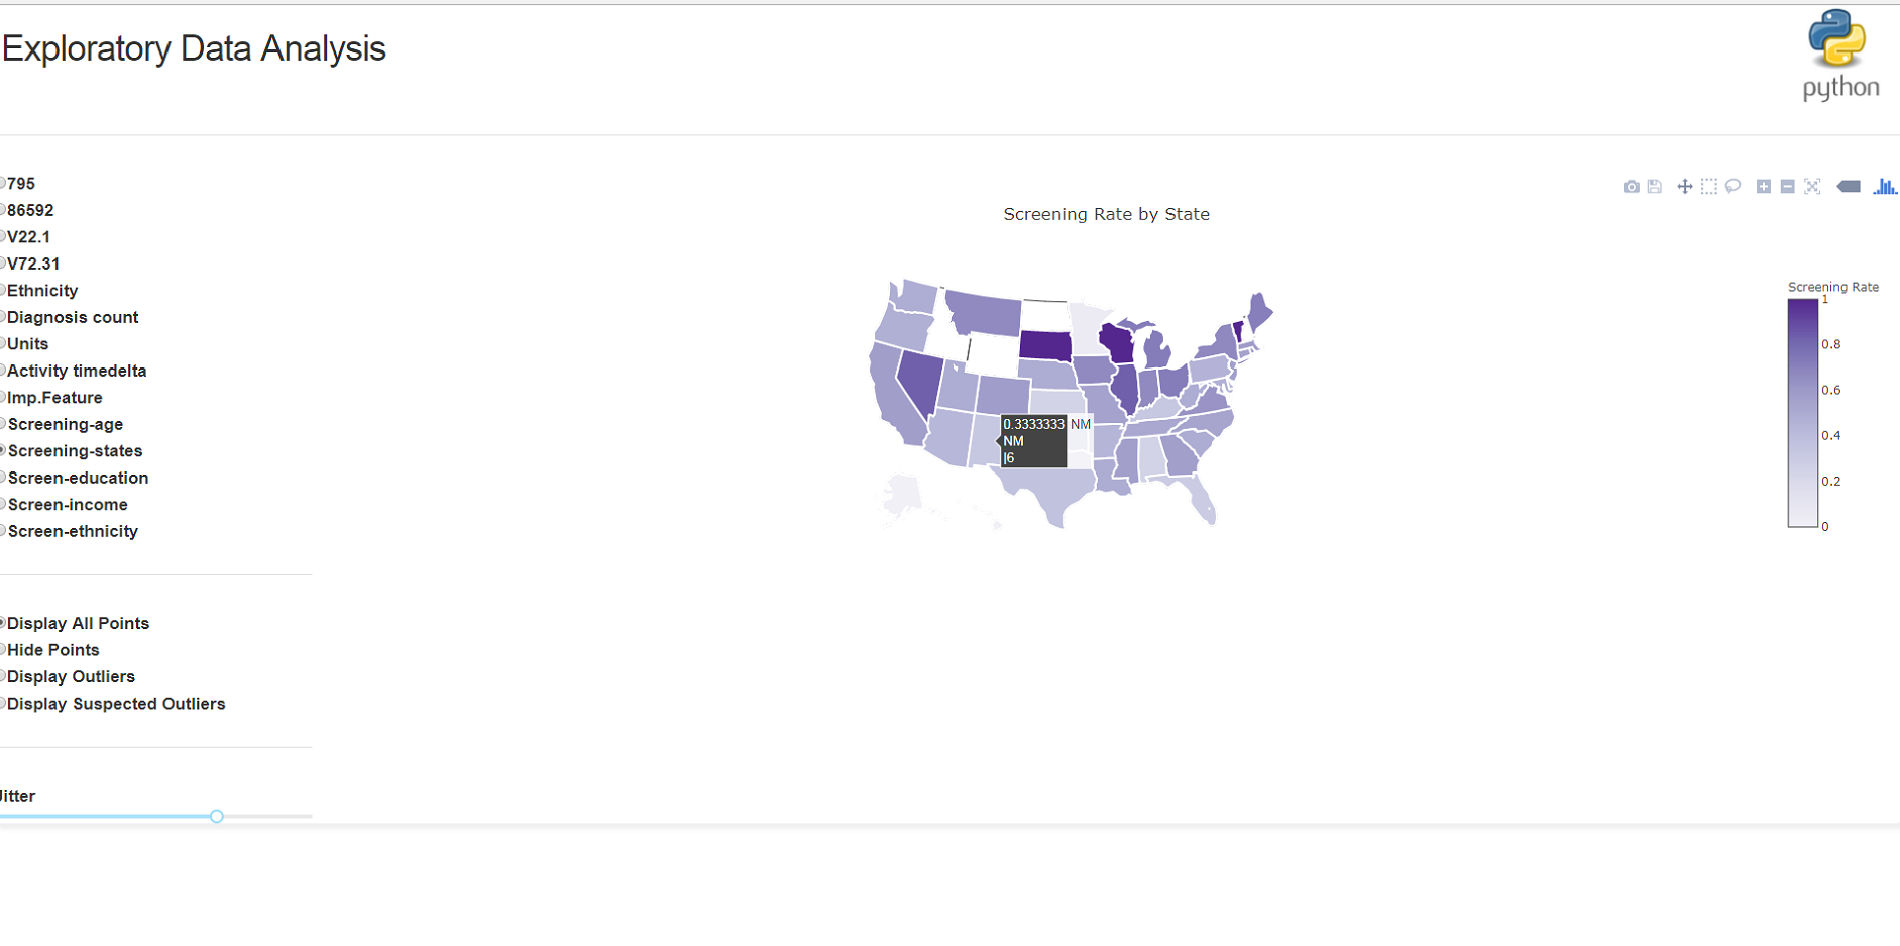 Exploratory Data Analysis
python
795
86592
V22.1
V72.31
Ethnicity
Diagnosis count
Units
Activity timedelta
Imp.Feature
Screening-age
Screening-states
Screen-education
Screen-income
Screen-ethnicity
Display All Points
Hide Points
Display Outliers
Display Suspected Outliers
Jitter
Screening Rate by State
0.3333333 NM
NM
|6
Screening Rate
1
0.8
0.6
0.4
0.2
0